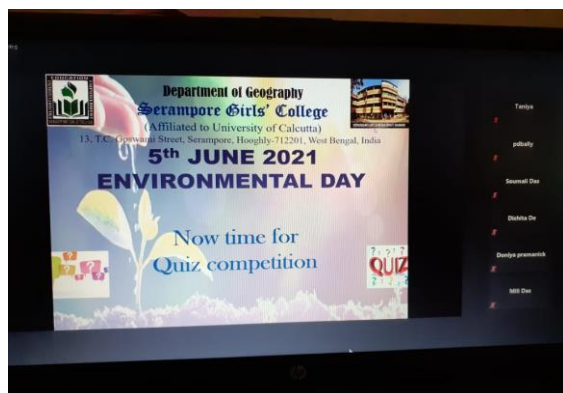 Department of Geography
Serampore Girls' College
(Affiliated to University of Calcutta)
13, T.C. Goswami Street, Serampore, Hooghly-712201, West Bengal, India
5th JUNE 2021
ENVIRONMENTAL DAY
Now time for
Quiz competition
QUIZ
Taniya
pdbally
Soumali Das
Dishita De
Doniya pramanick
Mili Das
hp